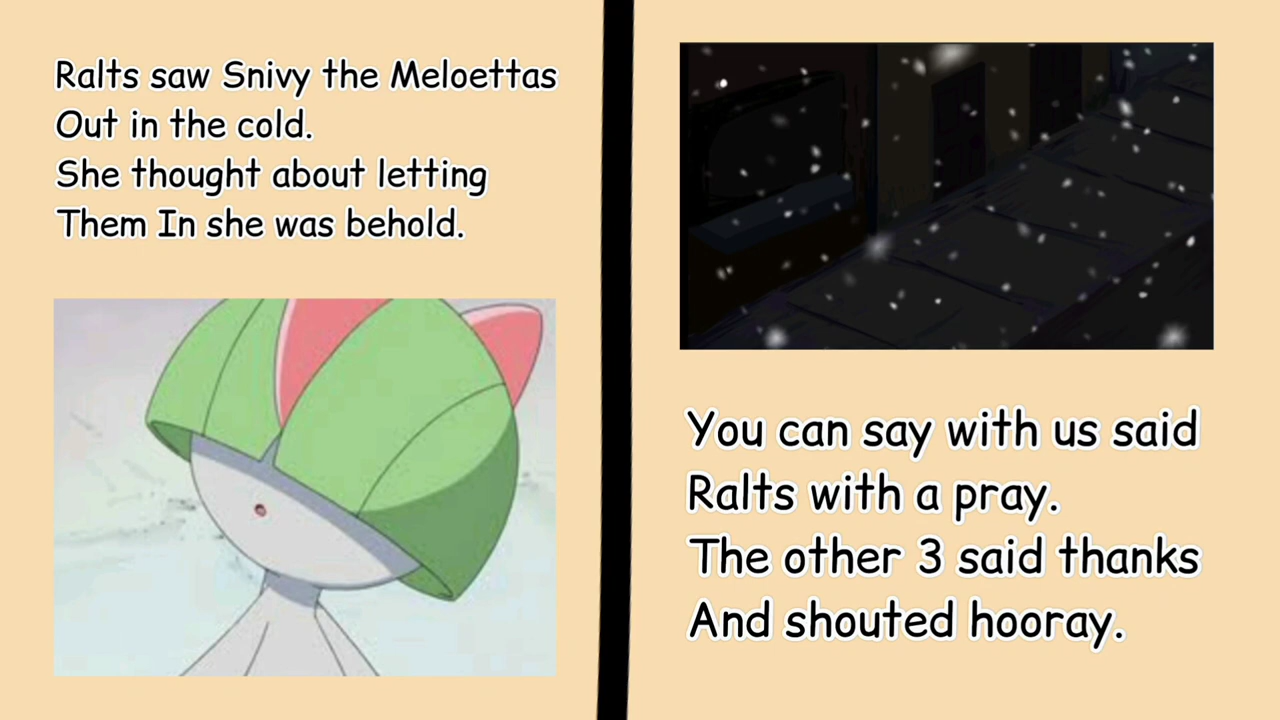 Ralts saw Snivy the Meloettas
Out in the cold.
She thought about letting
Them In she was behold.
You can say with us said
Ralts with a pray.
The other 3 said thanks
And shouted hooray.